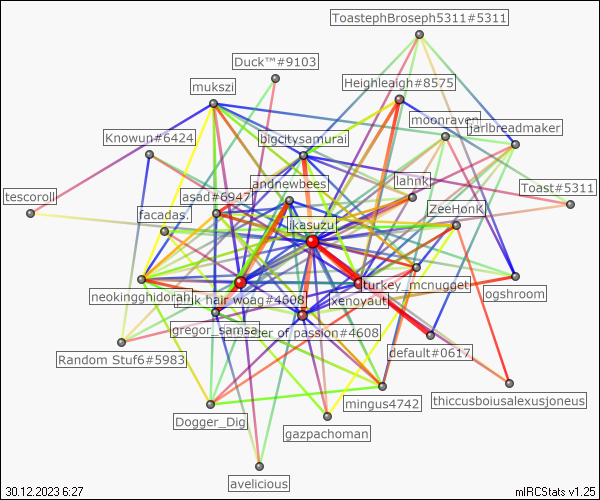 ToastephBroseph5311#5311
Duck™#9103
Heighleaigh#8575
mukszi
moonraven
jarlbreadmaker
Knowun#6424
bigcitysamurai
andnewbees
lahnk
Toast#5311
tescoroll
asad#6947
facadas.
ZeeHonK
ikasuzu
neokingghidorah
hair woag#4608
xenoyaut
turkey_mcnugget
ogshroom
gregor_samsa
er of passion#4608
Random Stuf6#5983
default#0617
mingus4742
thiccusboiusalexusjoneus
Dogger_Dig
gazpachoman
avelicious
30.12.2023 6:27
mIRCStats v1.25